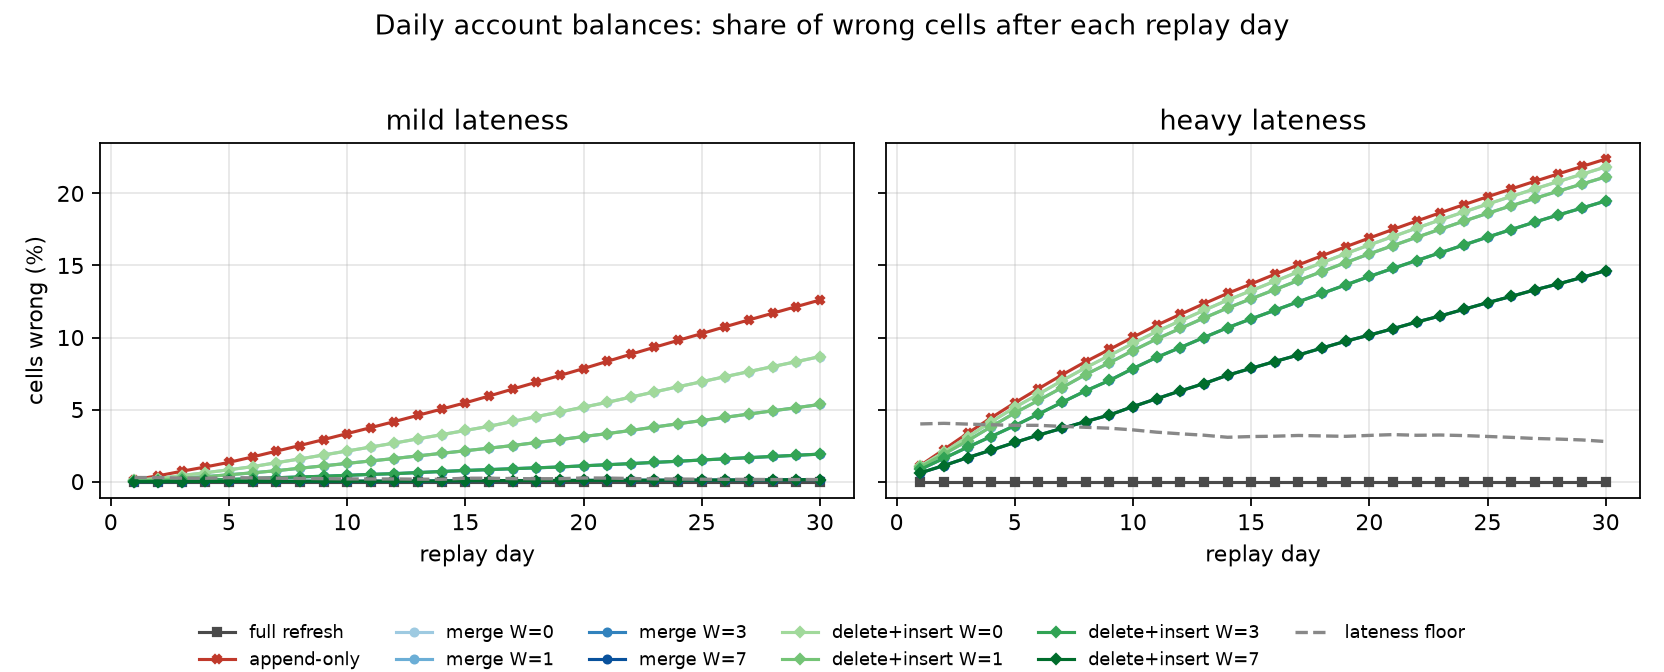 Daily account balances: share of wrong cells after each replay day
mild lateness
heavy lateness
cells wrong (%)
20
15
10
5
0
0 5 10 15 20 25 30
0 5 10 15 20 25 30
replay day
replay day
full refresh merge W=0 merge W=3 delete+insert W=0 delete+insert W=3 lateness floor
append-only merge W=1 merge W=7 delete+insert W=1 delete+insert W=7